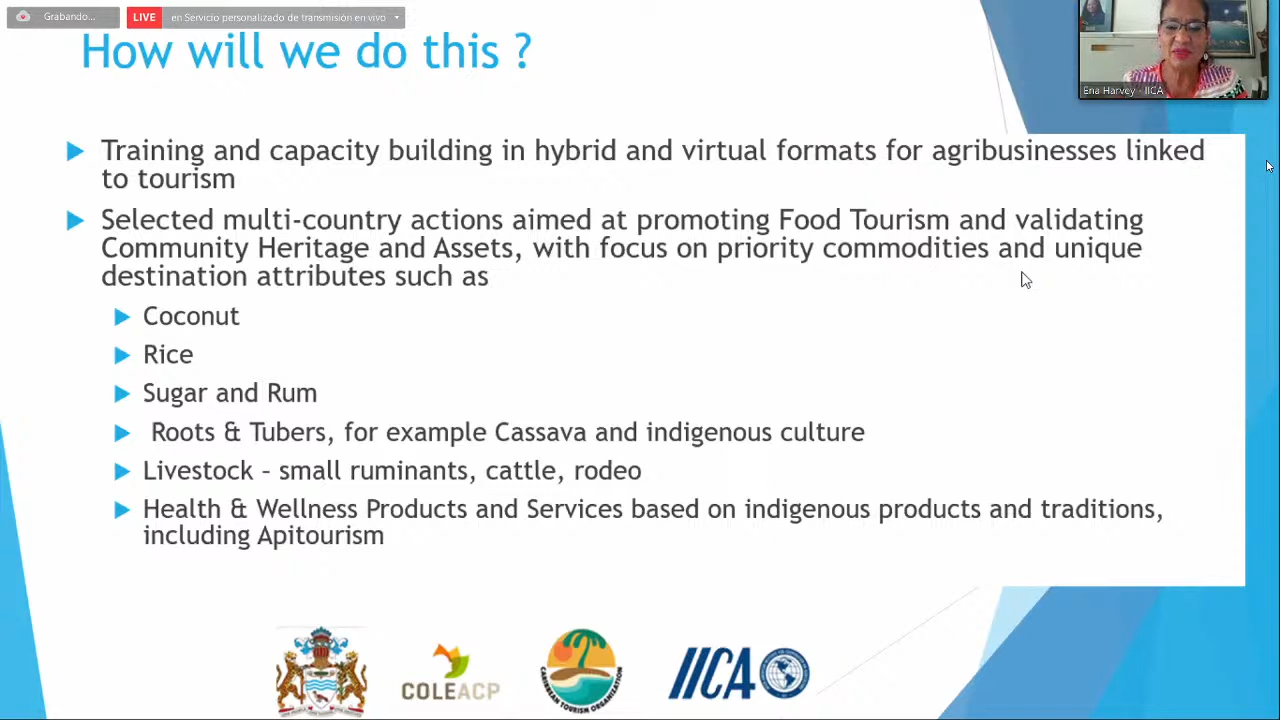 Grabando...
LIVE
en Servicio personalizado de transmisión en vivo
How will we do this ?
Ena Harvey - IICA
Training and capacity building in hybrid and virtual formats for agribusinesses linked
to tourism
Selected multi-country actions aimed at promoting Food Tourism and validating
Community Heritage and Assets, with focus on priority commodities and unique
destination attributes such as
Coconut
Rice
Sugar and Rum
Roots & Tubers, for example Cassava and indigenous culture
Livestock – small ruminants, cattle, rodeo
Health & Wellness Products and Services based on indigenous products and traditions,
including Apitourism
COLEACP
CARIBBEAN TOURISM ORGANIZATION
IICA